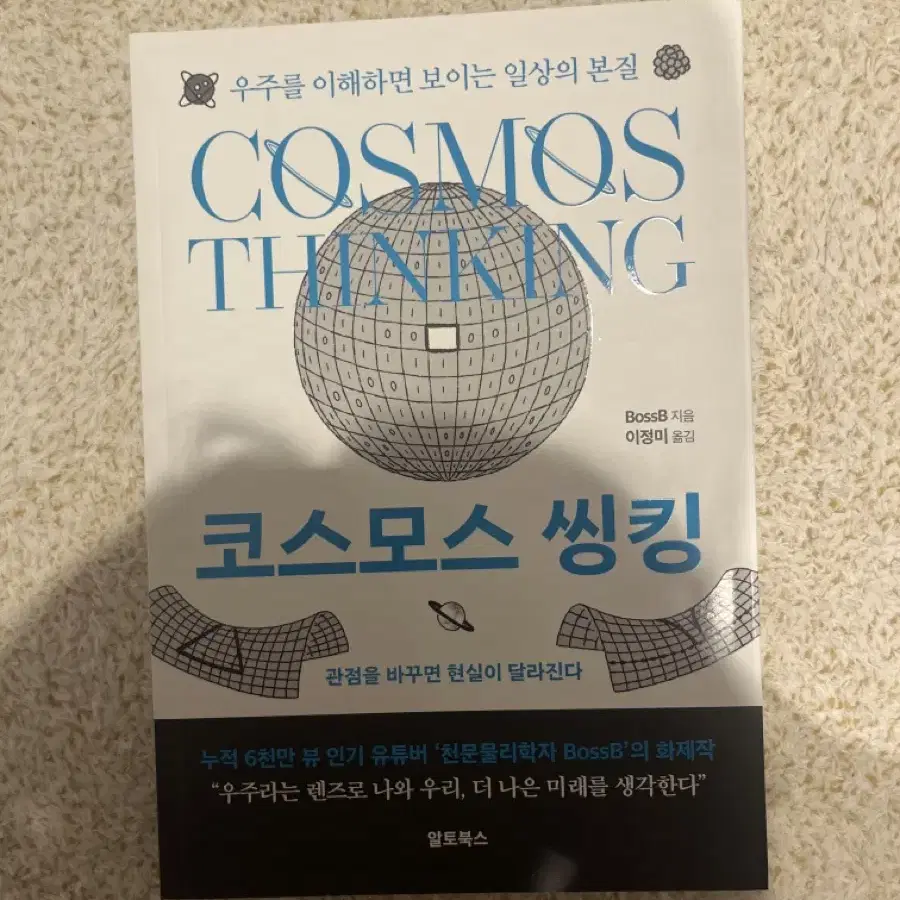 우주를 이해하면 보이는 일상의 본질
COSMOS
THINKING
BossB 지음
이정미 옮김
코스모스 씽킹
관점을 바꾸면 현실이 달라진다
누적 6천만 뷰 인기 유튜버 ‘천문물리학자 BossB’의 화제작
“우주라는 렌즈로 나와 우리, 더 나은 미래를 생각한다”
알토북스